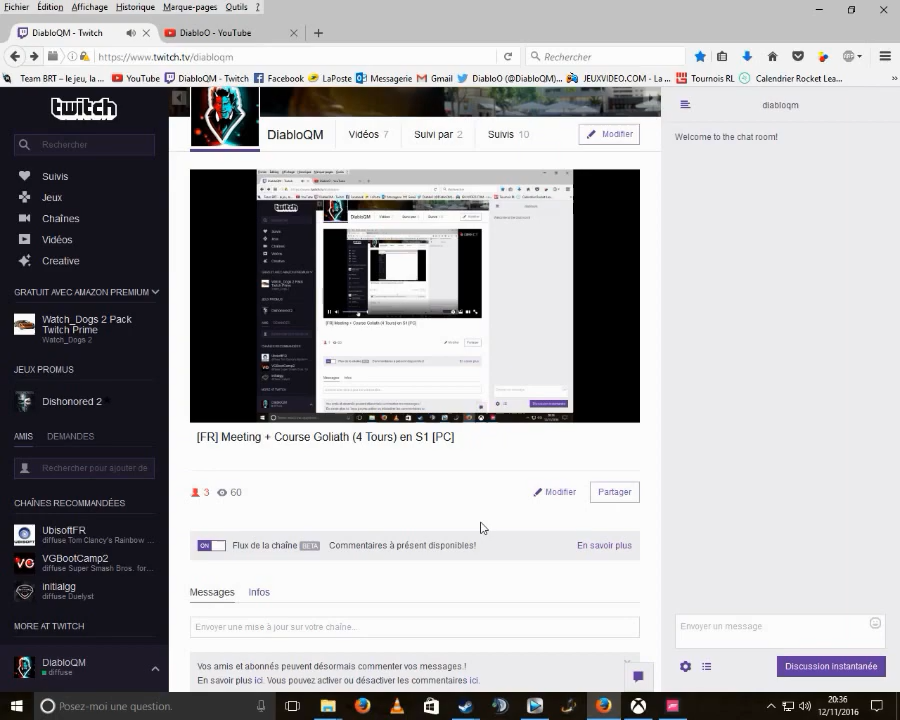 Fichier Édition Affichage Historique Marque-pages Outils ?
DiabloQM - Twitch
DiabloO - YouTube
https://www.twitch.tv/diabloqm
Rechercher
Team BRT – le jeu, la ... YouTube DiabloQM - Twitch Facebook LaPoste Messagerie Gmail DiabloO (@DiabloQM)... JEUXVIDEO.COM - La ... Tournois RL Calendrier Rocket Lea...
twitch
Rechercher
Suivis
Jeux
Chaînes
Vidéos
Creative
GRATUIT AVEC AMAZON PREMIUM
Watch_Dogs 2 Pack
Twitch Prime
Watch_Dogs 2
JEUX PROMUS
Dishonored 2
AMIS DEMANDES
Rechercher pour ajouter de
CHAÎNES RECOMMANDÉES
UbisoftFR
diffuse Tom Clancy's Rainbow ...
VGBootCamp2
diffuse Super Smash Bros. for...
initialgg
diffuse Duelyst
MORE AT TWITCH
DiabloQM
diffuse
DiabloQM Vidéos 7 Suivi par 2 Suivis 10 Modifier
[FR] Meeting + Course Goliath (4 Tours) en S1 [PC]
[FR] Meeting + Course Goliath (4 Tours) en S1 [PC]
3 60 Modifier Partager
ON Flux de la chaîne BETA Commentaires à présent disponibles! En savoir plus
Messages Infos
Envoyer une mise à jour sur votre chaîne...
Vos amis et abonnés peuvent désormais commenter vos messages.!
En savoir plus ici. Vous pouvez activer ou désactiver les commentaires ici.
diabloqm
Welcome to the chat room!
Envoyer un message
Discussion instantanée
Posez-moi une question.
20:36
12/11/2016